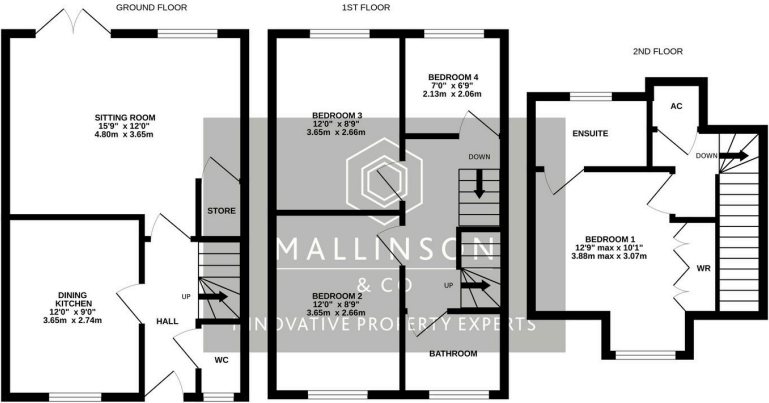 GROUND FLOOR
SITTING ROOM
15'9" x 12'0"
4.80m x 3.65m
STORE
DINING
KITCHEN
12'0" x 9'0"
3.65m x 2.74m
HALL
UP
WC
1ST FLOOR
BEDROOM 3
12'0" x 8'9"
3.65m x 2.66m
BEDROOM 4
7'0" x 6'9"
2.13m x 2.06m
DOWN
BEDROOM 2
12'0" x 8'9"
3.65m x 2.66m
UP
BATHROOM
2ND FLOOR
AC
ENSUITE
DOWN
BEDROOM 1
12'9" max x 10'1"
3.88m max x 3.07m
WR
MALLINSON
& CO
INNOVATIVE PROPERTY EXPERTS